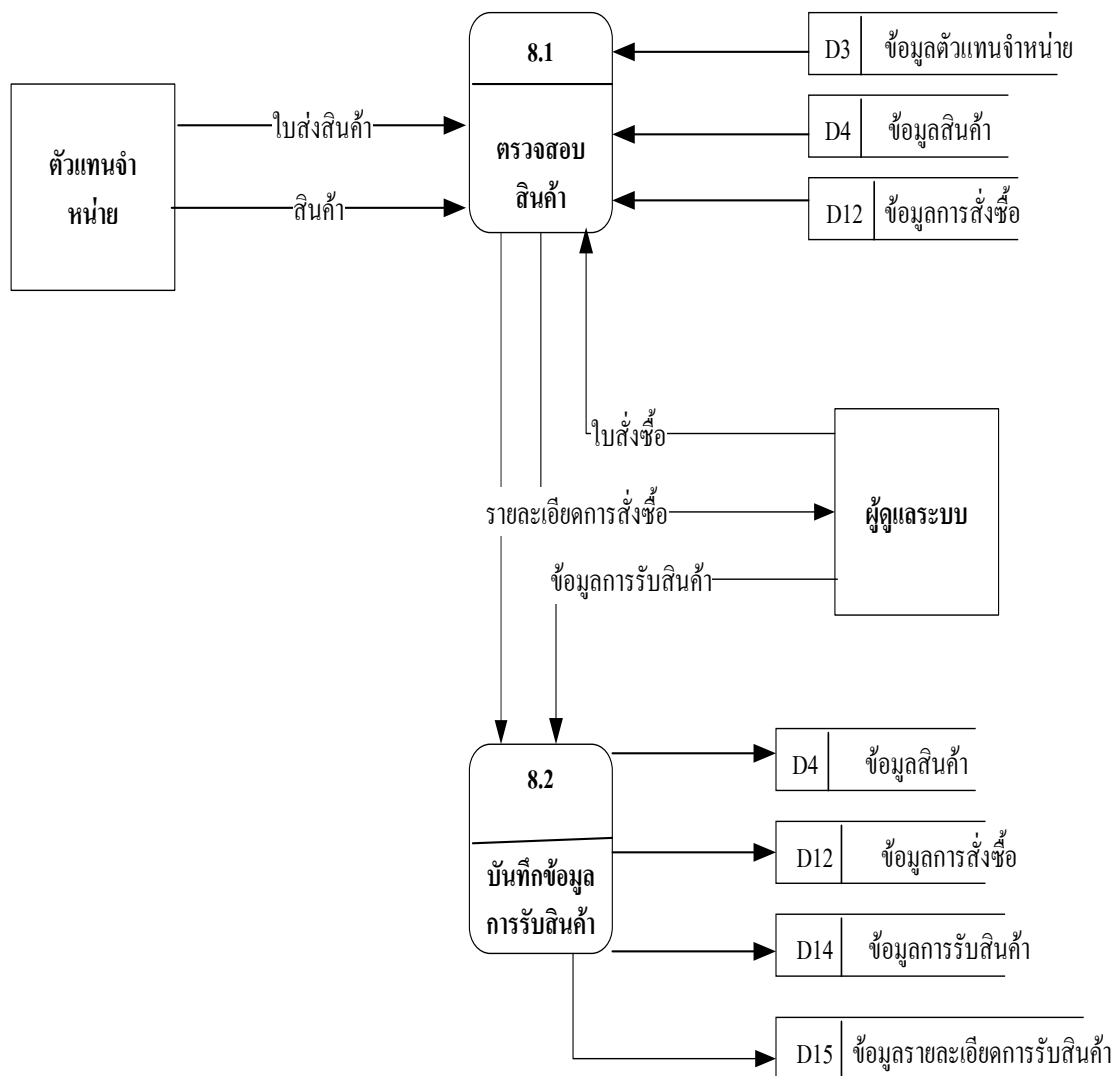 8.1
D3 ข้อมูลตัวแทนจำหน่าย
ใบส่งสินค้า
D4 ข้อมูลสินค้า
ตัวแทนจำ
หน่าย
ตรวจสอบ
สินค้า
สินค้า
D12 ข้อมูลการสั่งซื้อ
ใบสั่งซื้อ
รายละเอียดการสั่งซื้อ
ผู้ดูแลระบบ
ข้อมูลการรับสินค้า
8.2
D4 ข้อมูลสินค้า
บันทึกข้อมูล
การรับสินค้า
D12 ข้อมูลการสั่งซื้อ
D14 ข้อมูลการรับสินค้า
D15 ข้อมูลรายละเอียดการรับสินค้า